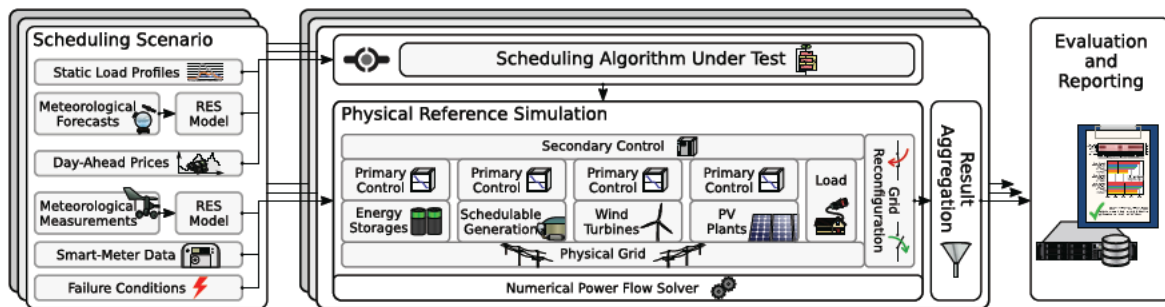 Scheduling Scenario
Static Load Profiles
Meteorological
Forecasts
RES
Model
Day-Ahead Prices
Meteorological
Measurements
RES
Model
Smart-Meter Data
Failure Conditions
Scheduling Algorithm Under Test
Physical Reference Simulation
Secondary Control
Primary
Control
Primary
Control
Primary
Control
Primary
Control
Load
Energy
Storages
Schedulable
Generation
Wind
Turbines
PV
Plants
Physical Grid
Grid
Reconfiguration
Numerical Power Flow Solver
Result
Aggregation
Evaluation
and
Reporting